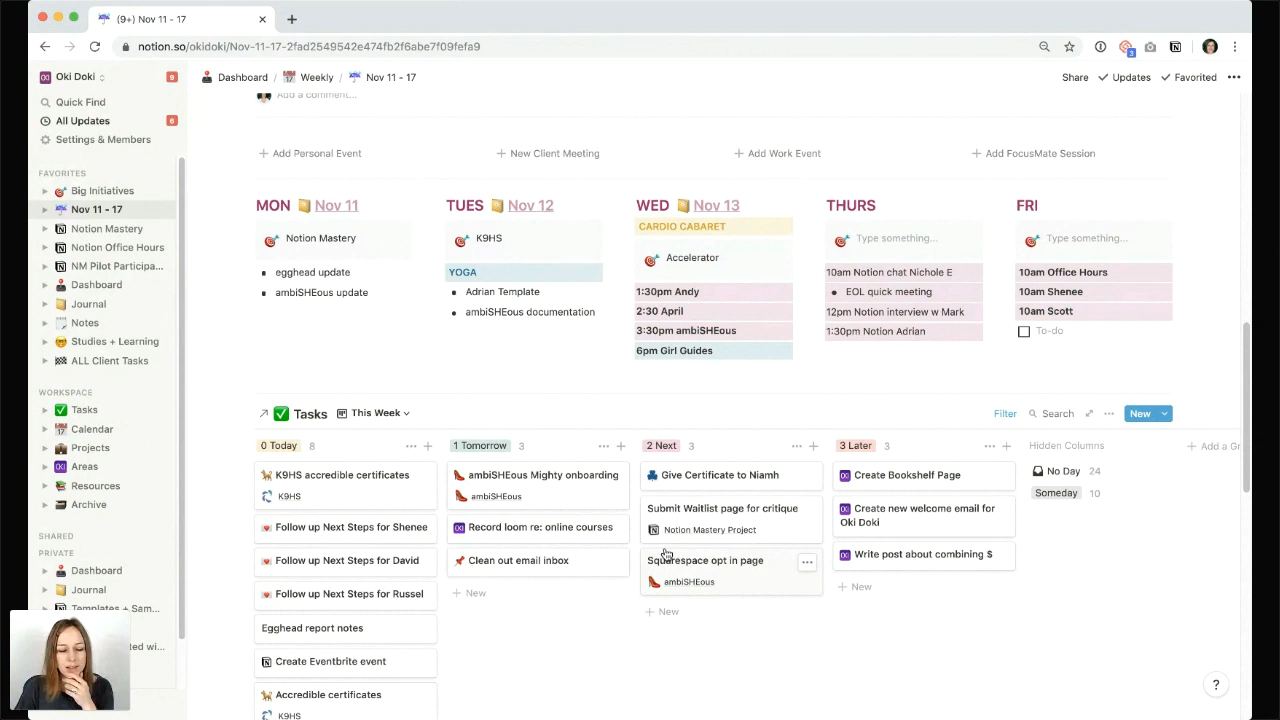 (9+) Nov 11 - 17
notion.so/okidoki/Nov-11-17-2fad2549542e474fb2f6abe7f09fefa9
3
Oki Doki
9
Dashboard / Weekly / Nov 11 - 17
Share
Updates
Favorited
Quick Find
All Updates
6
Settings & Members
FAVORITES
Big Initiatives
Nov 11 - 17
Notion Mastery
Notion Office Hours
NM Pilot Participa...
Dashboard
Journal
Notes
Studies + Learning
ALL Client Tasks
WORKSPACE
Tasks
Calendar
Projects
Areas
Resources
Archive
SHARED
PRIVATE
Dashboard
Journal
Templates + Sam...
ted wi...
Add a comment...
+ Add Personal Event
+ New Client Meeting
+ Add Work Event
+ Add FocusMate Session
MON Nov 11
Notion Mastery
egghead update
ambiSHEous update
TUES Nov 12
K9HS
YOGA
Adrian Template
ambiSHEous documentation
WED Nov 13
CARDIO CABARET
Accelerator
1:30pm Andy
2:30 April
3:30pm ambiSHEous
6pm Girl Guides
THURS
Type something...
10am Notion chat Nichole E
EOL quick meeting
12pm Notion interview w Mark
1:30pm Notion Adrian
FRI
Type something...
10am Office Hours
10am Shenee
10am Scott
To-do
Tasks
This Week
Filter
Search
New
0 Today 8
K9HS accredible certificates
K9HS
Follow up Next Steps for Shenee
Follow up Next Steps for David
Follow up Next Steps for Russel
Egghead report notes
Create Eventbrite event
Accredible certificates
K9HS
1 Tomorrow 3
ambiSHEous Mighty onboarding
ambiSHEous
Record loom re: online courses
Clean out email inbox
+ New
2 Next 3
Give Certificate to Niamh
Submit Waitlist page for critique
Notion Mastery Project
Squarespace opt in page
ambiSHEous
+ New
3 Later 3
Create Bookshelf Page
Create new welcome email for
Oki Doki
Write post about combining $
+ New
Hidden Columns
No Day 24
Someday 10
+ Add a Gr
?